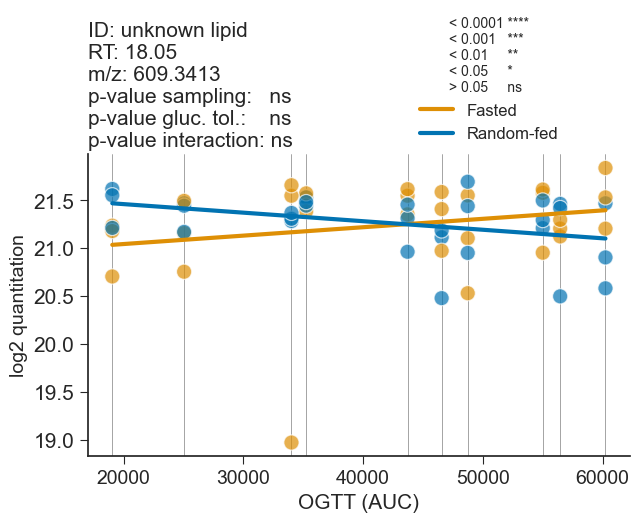 ID: unknown lipid
RT: 18.05
m/z: 609.3413
p-value sampling: ns
p-value gluc. tol.: ns
p-value interaction: ns
< 0.0001 ****
< 0.001 ***
< 0.01 **
< 0.05 *
> 0.05 ns
Fasted
Random-fed
log2 quantitation
21.5
21.0
20.5
20.0
19.5
19.0
20000 30000 40000 50000 60000
OGTT (AUC)